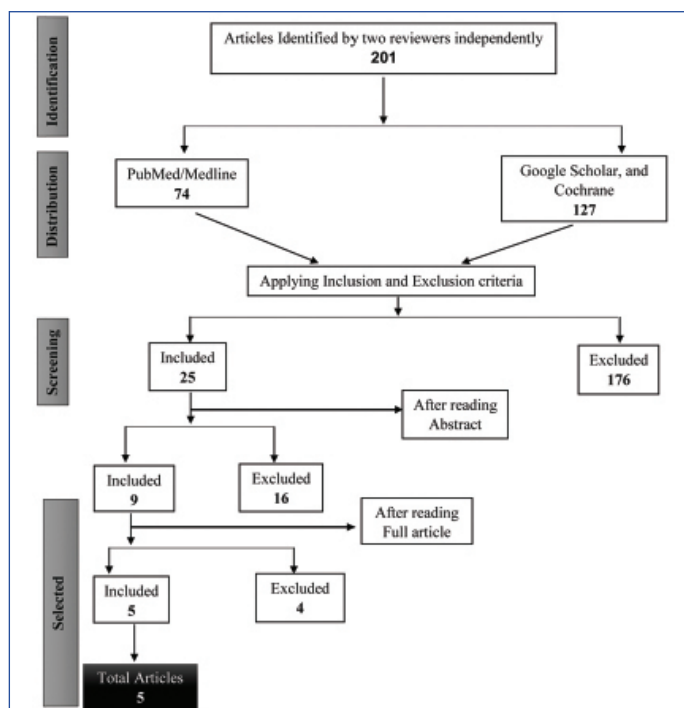 Identification
Articles Identified by two reviewers independently
201
Distribution
PubMed/Medline
74
Google Scholar, and
Cochrane
127
Applying Inclusion and Exclusion criteria
Screening
Included
25
Excluded
176
After reading
Abstract
Included
9
Excluded
16
Selected
After reading
Full article
Included
5
Excluded
4
Total Articles
5